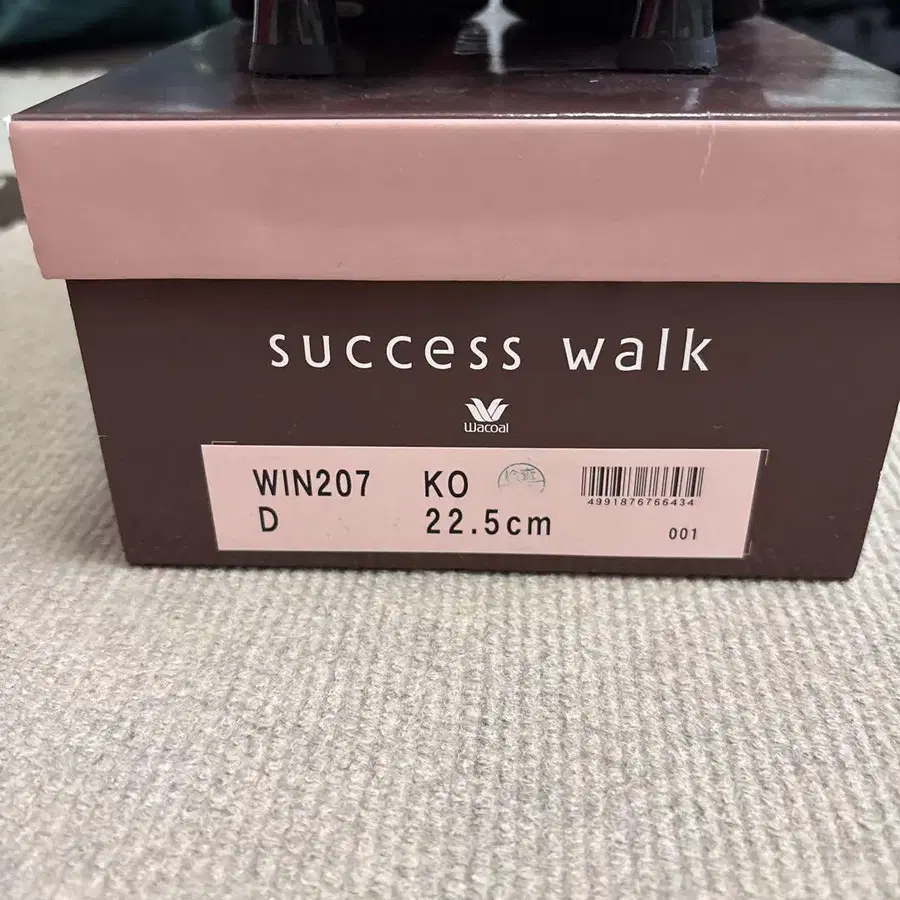 success walk
Wacoal
WIN207 KO
D 22.5cm
4991876766434
001